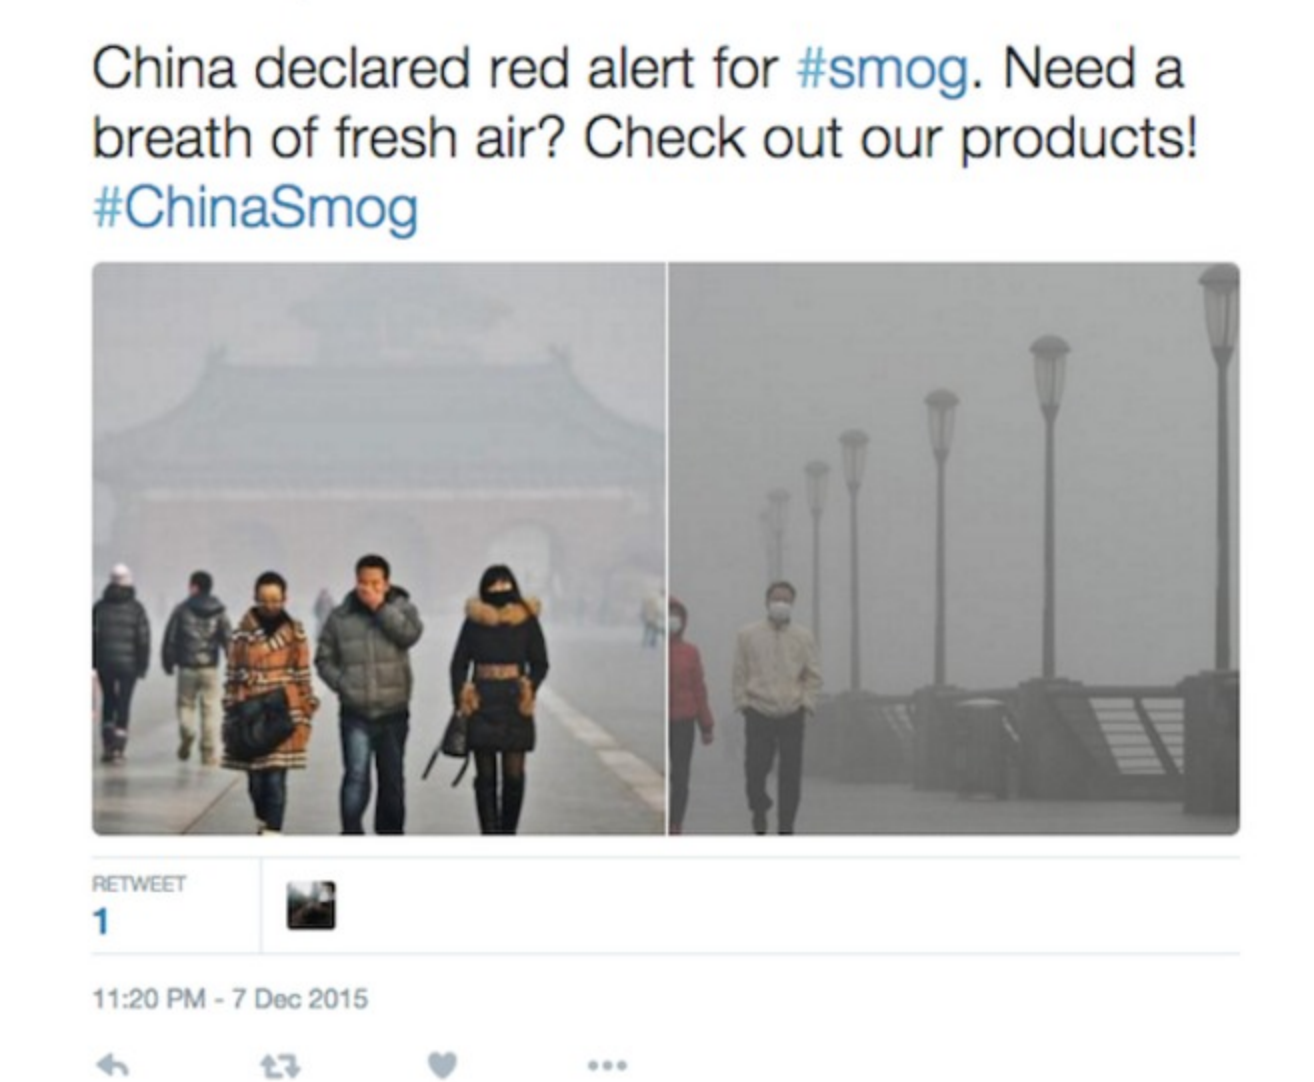 China declared red alert for #smog. Need a
breath of fresh air? Check out our products!
#ChinaSmog
RETWEET
1
11:20 PM - 7 Dec 2015